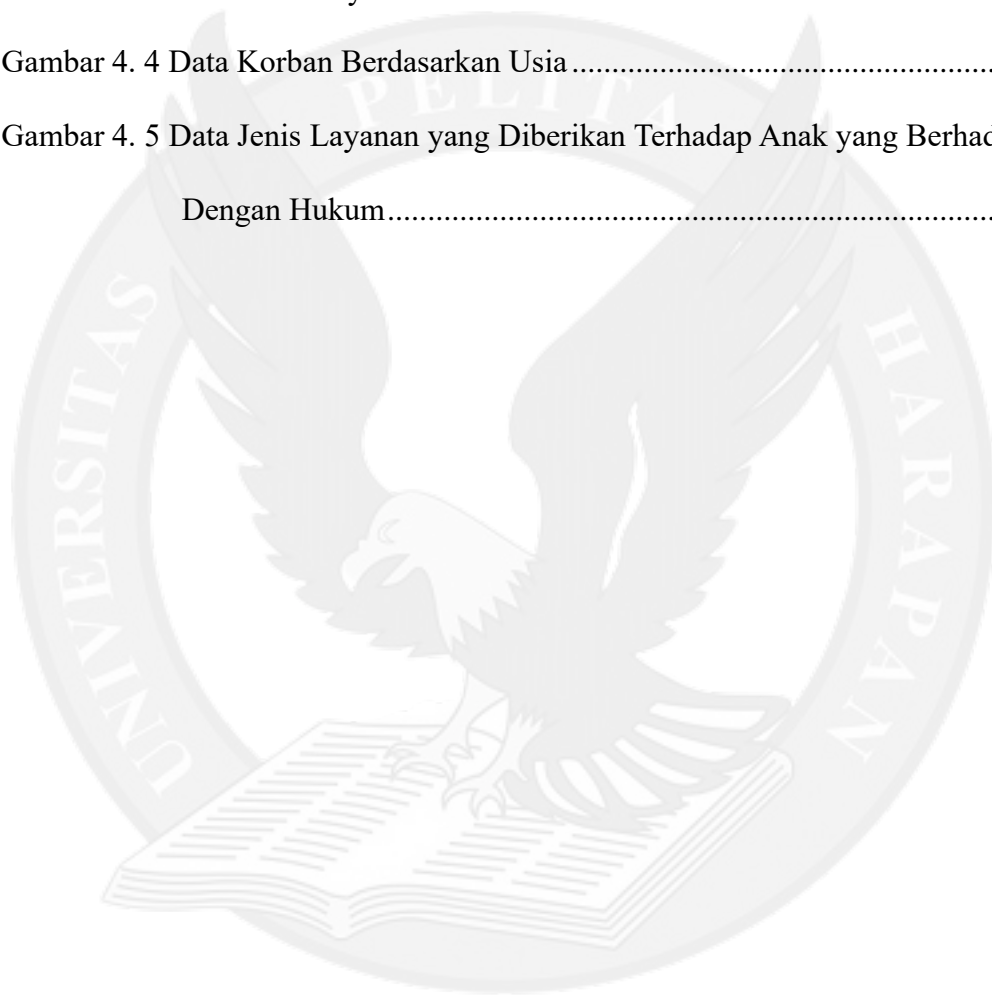 Gambar 4. 4 Data Korban Berdasarkan Usia ....................................................
Gambar 4. 5 Data Jenis Layanan yang Diberikan Terhadap Anak yang
Dengan Hukum...........................................................................
UNIVERSITAS PELITA HARAPAN